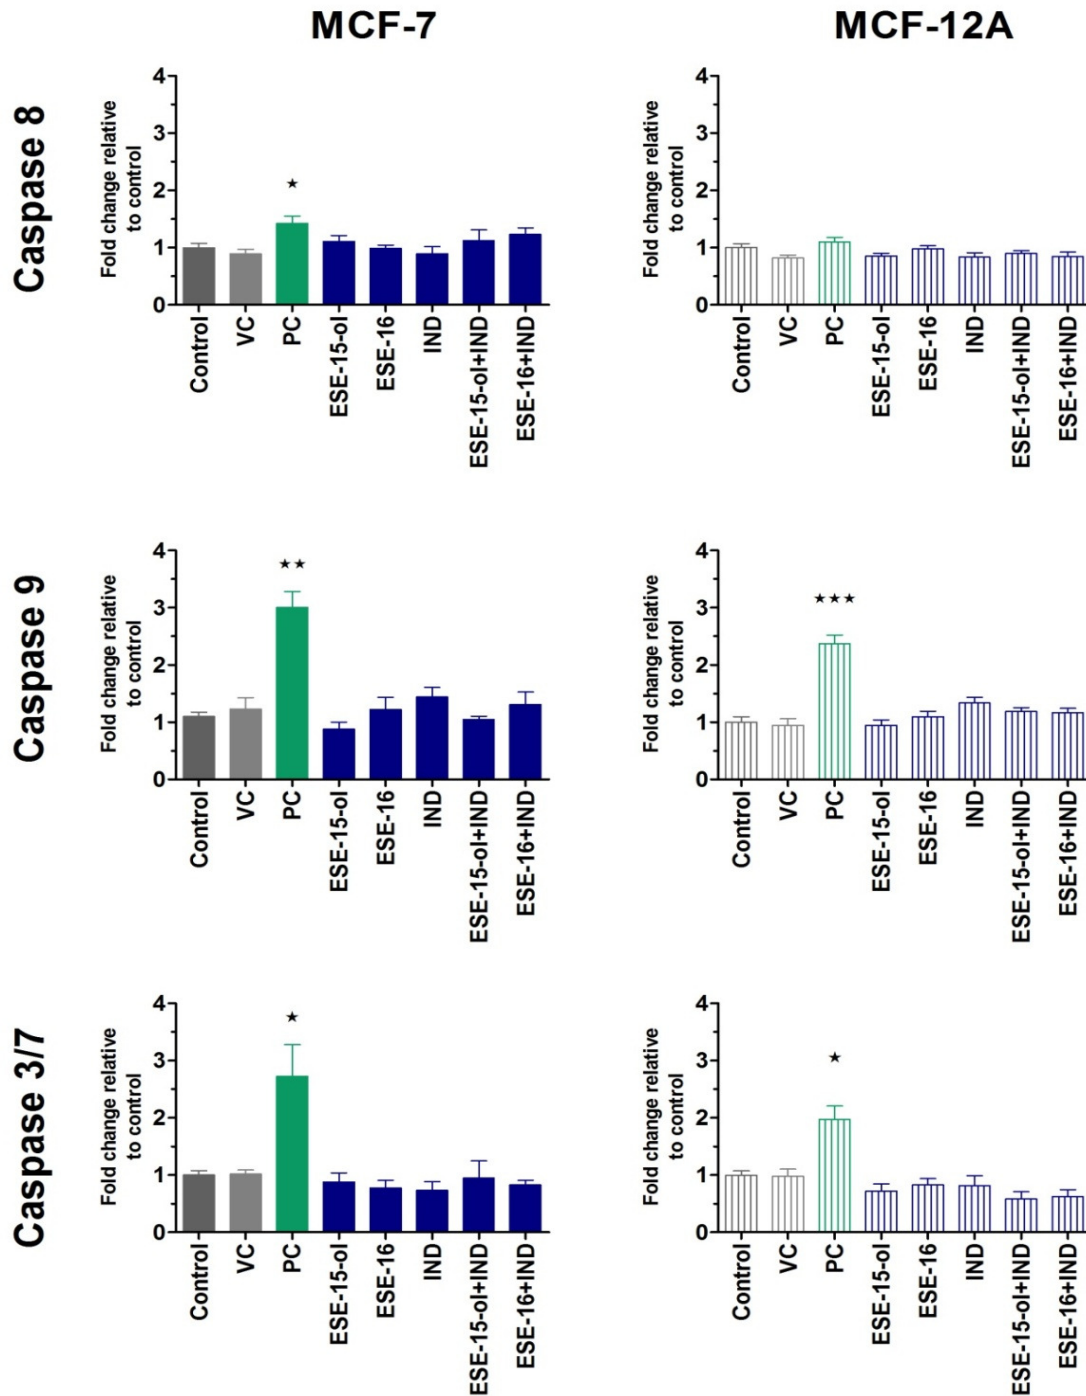 MCF-7
MCF-12A
Caspase 8
Fold change relative
to control
4
3
2
1
0
★
Control
VC
PC
ESE-15-ol
ESE-16
IND
ESE-15-ol+IND
ESE-16+IND
Fold change relative
to control
4
3
2
1
0
Control
VC
PC
ESE-15-ol
ESE-16
IND
ESE-15-ol+IND
ESE-16+IND
Caspase 9
Fold change relative
to control
4
3
2
1
0
★★
Control
VC
PC
ESE-15-ol
ESE-16
IND
ESE-15-ol+IND
ESE-16+IND
Fold change relative
to control
4
3
2
1
0
★★★
Control
VC
PC
ESE-15-ol
ESE-16
IND
ESE-15-ol+IND
ESE-16+IND
Caspase 3/7
Fold change relative
to control
4
3
2
1
0
★
Control
VC
PC
ESE-15-ol
ESE-16
IND
ESE-15-ol+IND
ESE-16+IND
Fold change relative
to control
4
3
2
1
0
★
Control
VC
PC
ESE-15-ol
ESE-16
IND
ESE-15-ol+IND
ESE-16+IND